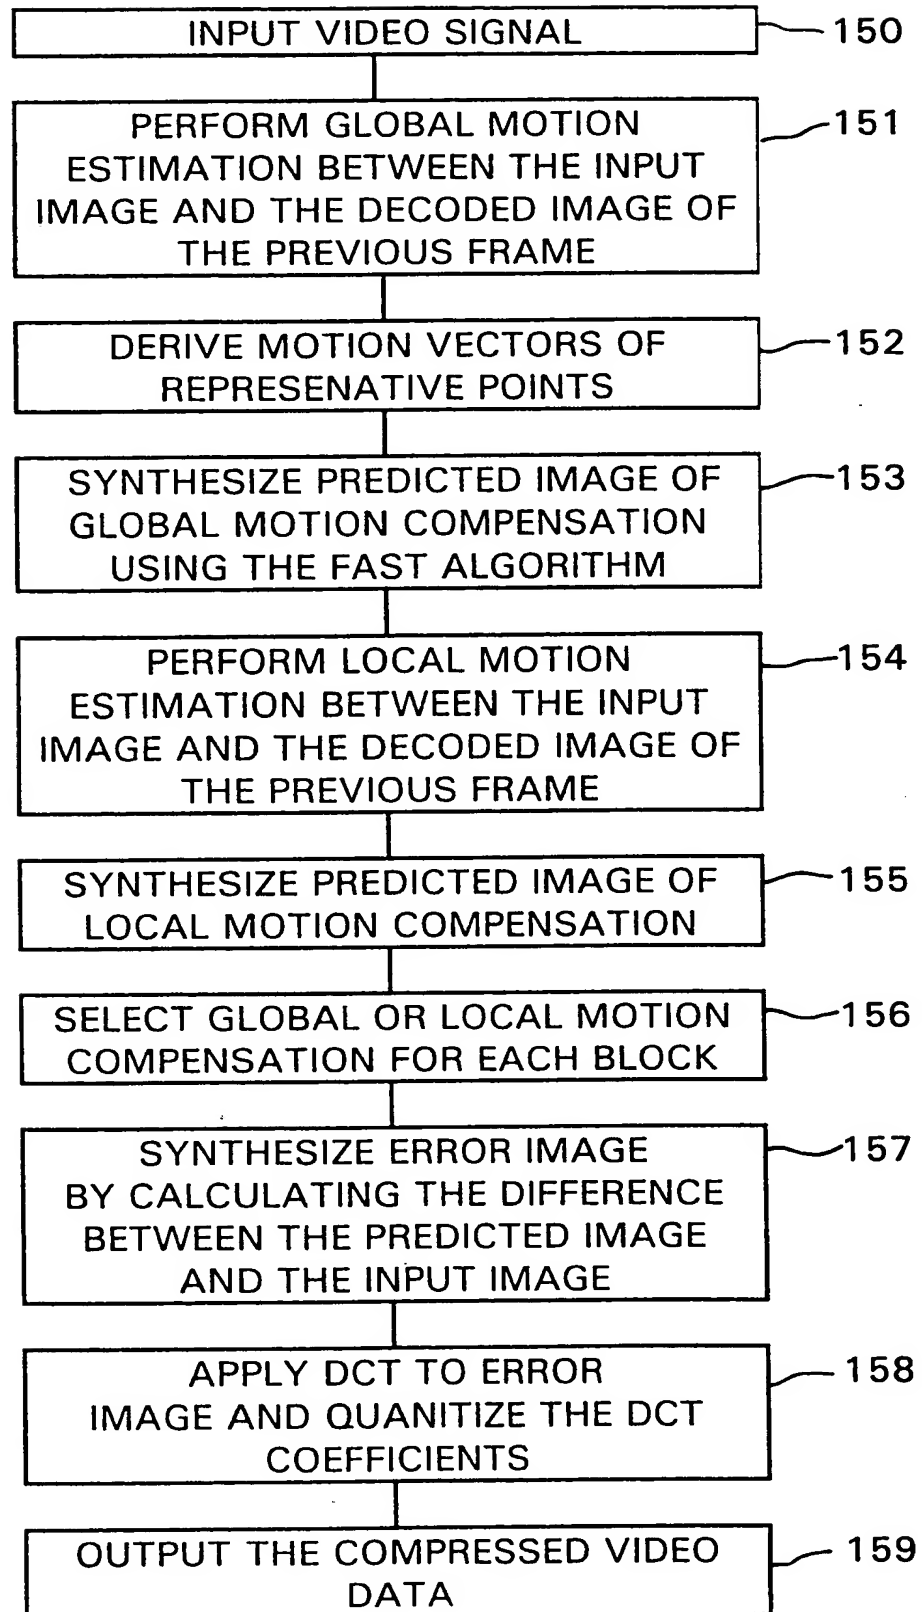 INPUT VIDEO SIGNAL
150
PERFORM GLOBAL MOTION
ESTIMATION BETWEEN THE INPUT
IMAGE AND THE DECODED IMAGE OF
THE PREVIOUS FRAME
151
DERIVE MOTION VECTORS OF
REPRESENATIVE POINTS
152
SYNTHESIZE PREDICTED IMAGE OF
GLOBAL MOTION COMPENSATION
USING THE FAST ALGORITHM
153
PERFORM LOCAL MOTION
ESTIMATION BETWEEN THE INPUT
IMAGE AND THE DECODED IMAGE OF
THE PREVIOUS FRAME
154
SYNTHESIZE PREDICTED IMAGE OF
LOCAL MOTION COMPENSATION
155
SELECT GLOBAL OR LOCAL MOTION
COMPENSATION FOR EACH BLOCK
156
SYNTHESIZE ERROR IMAGE
BY CALCULATING THE DIFFERENCE
BETWEEN THE PREDICTED IMAGE
AND THE INPUT IMAGE
157
APPLY DCT TO ERROR
IMAGE AND QUANITIZE THE DCT
COEFFICIENTS
158
OUTPUT THE COMPRESSED VIDEO
DATA
159